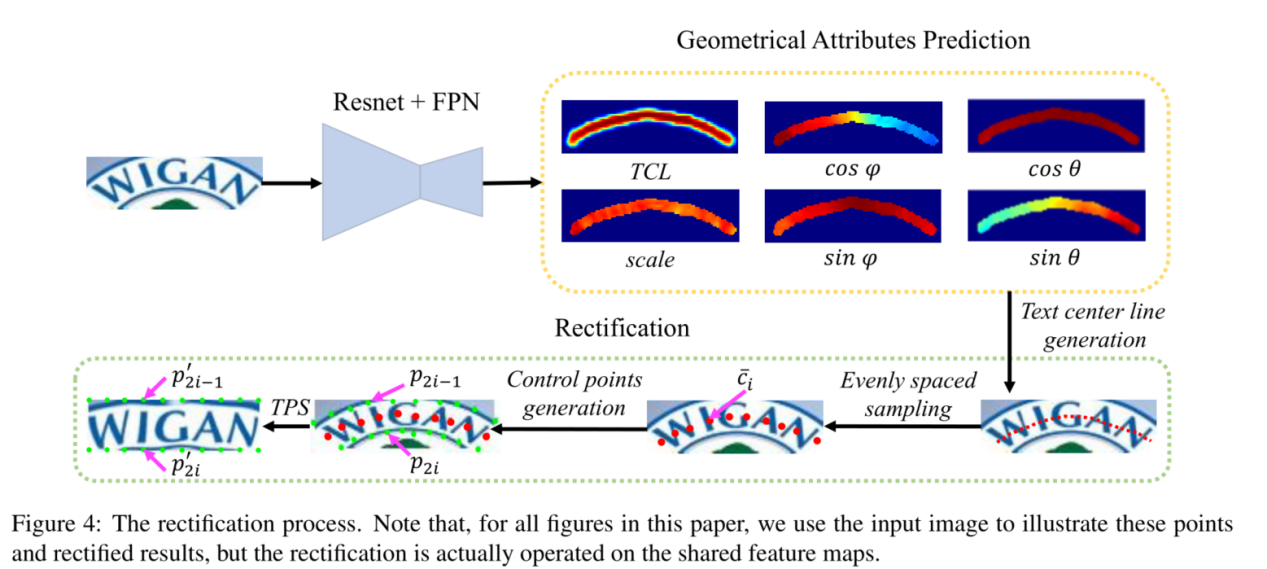 Geometrical Attributes Prediction
Resnet + FPN
WIGAN
TCL
cos φ
cos θ
scale
sin φ
sin θ
Text center line
generation
Rectification
p′2i−1
TPS
p2i−1
Control points
generation
c̄i
Evenly spaced
sampling
WIGAN
WIGAN
WIGAN
WIGAN
p′2i
p2i
Figure 4: The rectification process. Note that, for all figures in this paper, we use the input image to illustrate these points
and rectified results, but the rectification is actually operated on the shared feature maps.